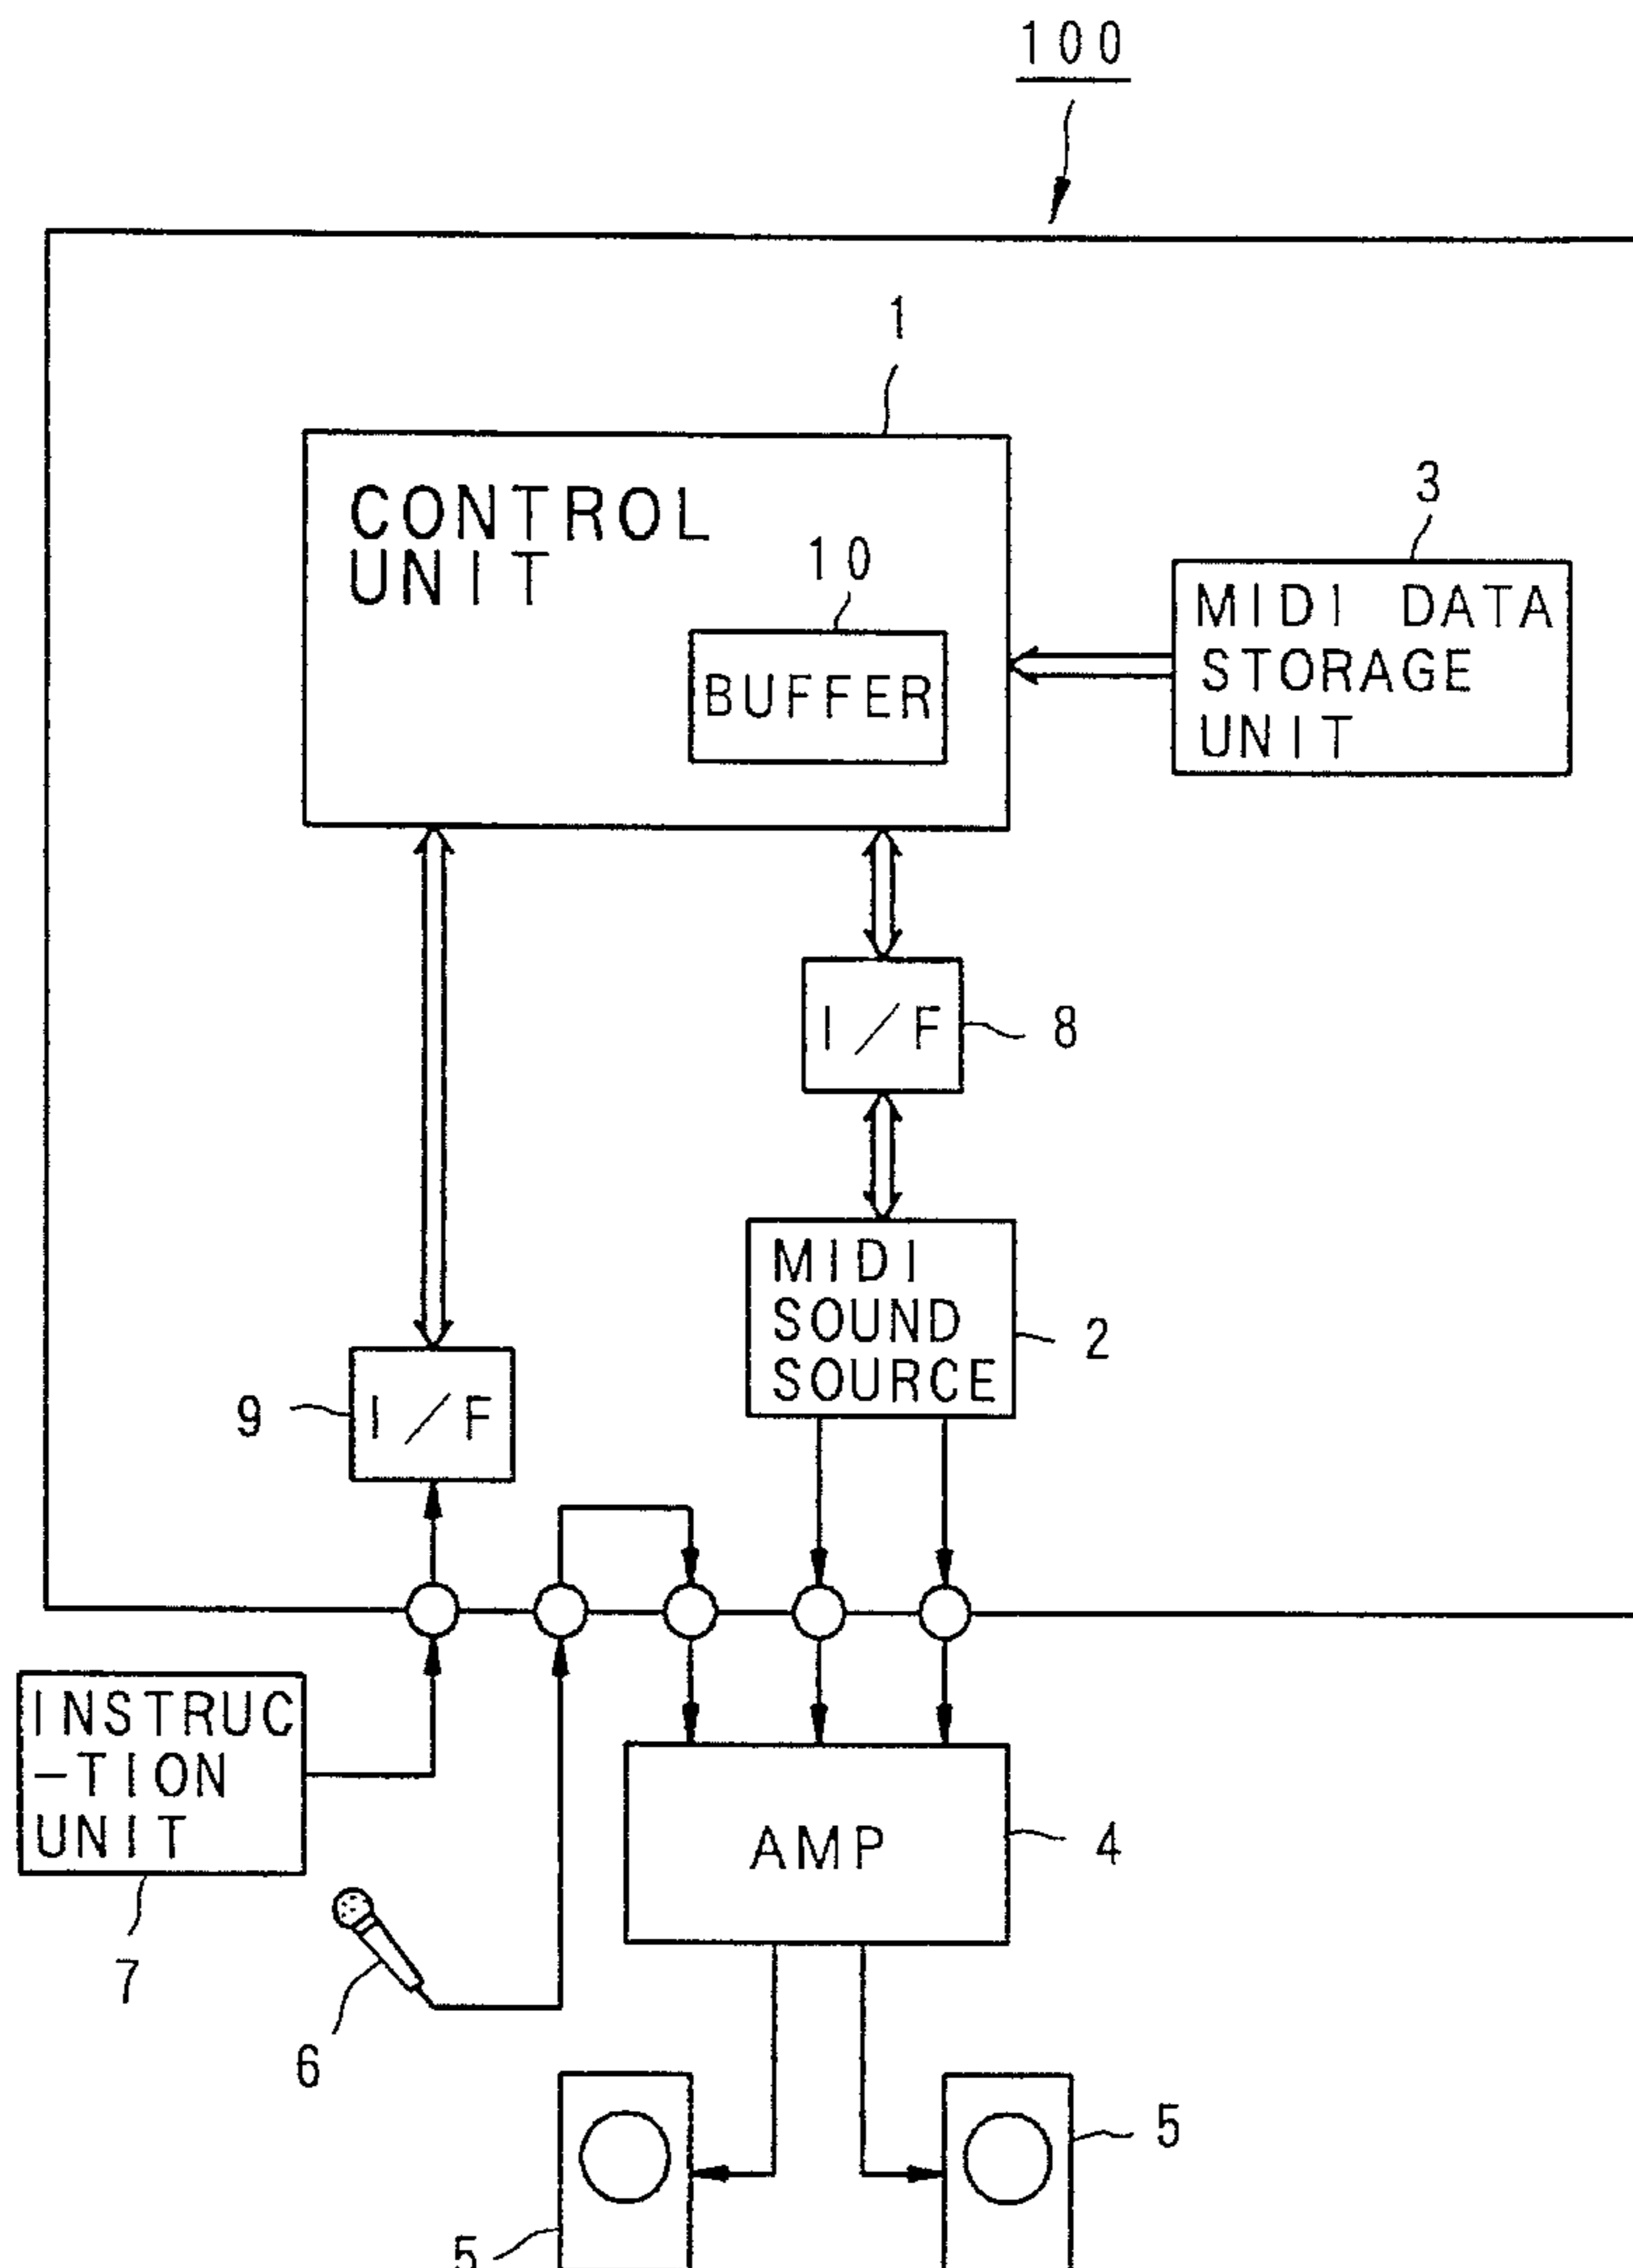 100
1
CONTROL
UNIT
10
BUFFER
3
MIDI DATA
STORAGE
UNIT
I/F
8
MIDI
SOUND
SOURCE
2
9
I/F
INSTRUC
-TION
UNIT
7
AMP
4
6
5
5